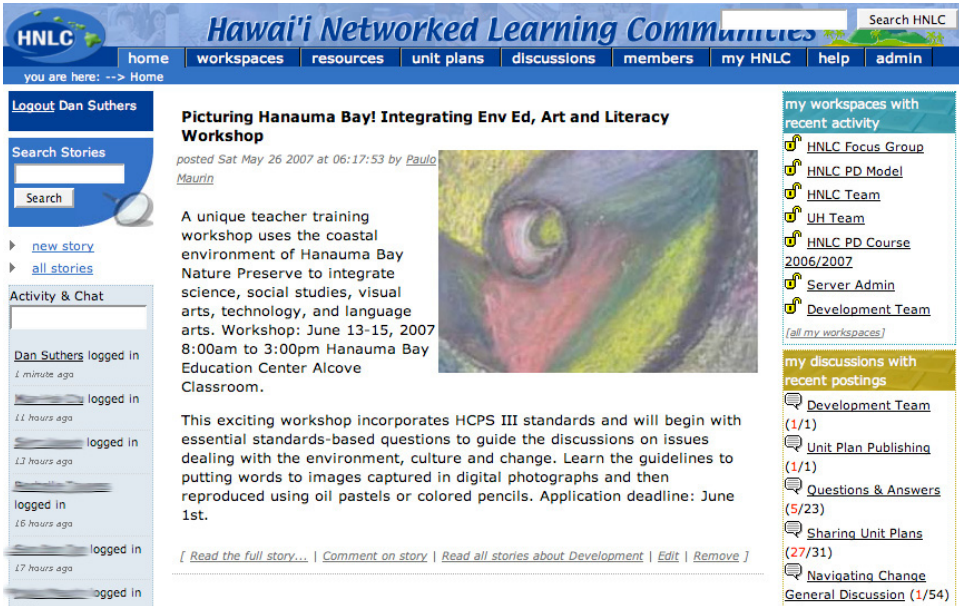 HNLC
Hawai'i Networked Learning Communities
Search HNLC
home workspaces resources unit plans discussions members my HNLC help admin
you are here: --> Home
Logout Dan Suthers
Search Stories
Search
new story
all stories
Activity & Chat
Dan Suthers logged in
1 minute ago
logged in
11 hours ago
logged in
13 hours ago
logged in
16 hours ago
logged in
17 hours ago
logged in
Picturing Hanauma Bay! Integrating Env Ed, Art and Literacy
Workshop
posted Sat May 26 2007 at 06:17:53 by Paulo
Maurin
A unique teacher training
workshop uses the coastal
environment of Hanauma Bay
Nature Preserve to integrate
science, social studies, visual
arts, technology, and language
arts. Workshop: June 13-15, 2007
8:00am to 3:00pm Hanauma Bay
Education Center Alcove
Classroom.
This exciting workshop incorporates HCPS III standards and will begin with
essential standards-based questions to guide the discussions on issues
dealing with the environment, culture and change. Learn the guidelines to
putting words to images captured in digital photographs and then
reproduced using oil pastels or colored pencils. Application deadline: June
1st.
[ Read the full story... | Comment on story | Read all stories about Development | Edit | Remove ]
my workspaces with
recent activity
HNLC Focus Group
HNLC PD Model
HNLC Team
UH Team
HNLC PD Course
2006/2007
Server Admin
Development Team
[all my workspaces]
my discussions with
recent postings
Development Team
(1/1)
Unit Plan Publishing
(1/1)
Questions & Answers
(5/23)
Sharing Unit Plans
(27/31)
Navigating Change
General Discussion (1/54)